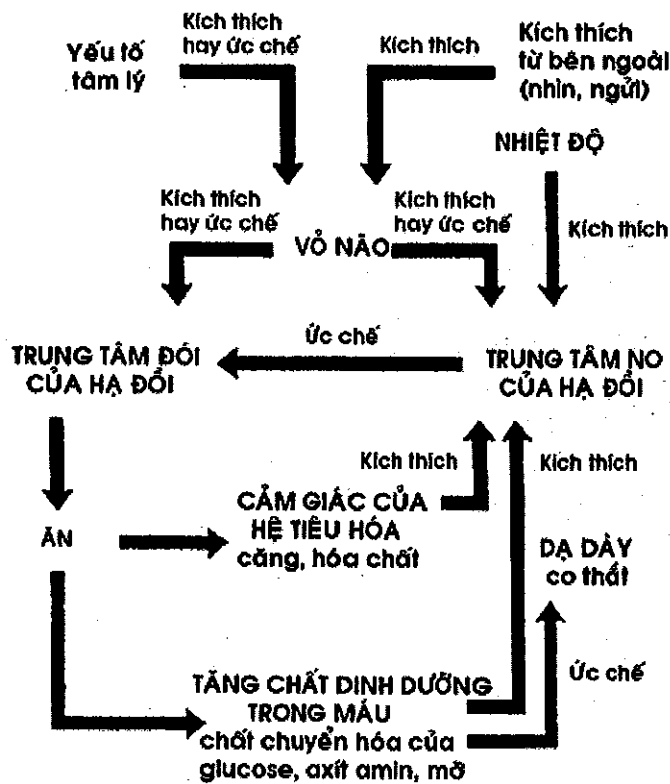 Yếu tố
tâm lý
Kích thích
hay ức chế
Kích thích
Kích thích
từ bên ngoài
(nhìn, ngửi)
NHIỆT ĐỘ
Kích thích
hay ức chế
VỎ NÃO
Kích thích
hay ức chế
Kích thích
TRUNG TÂM ĐÓI
CỦA HẠ ĐỒI
Ức chế
TRUNG TÂM NO
CỦA HẠ ĐỒI
Kích thích
Kích thích
ĂN
CẢM GIÁC CỦA
HỆ TIÊU HÓA
căng, hóa chất
DẠ DÀY
co thắt
Ức chế
TĂNG CHẤT DINH DƯỠNG
TRONG MÁU
chất chuyển hóa của
glucose, axít amin, mỡ